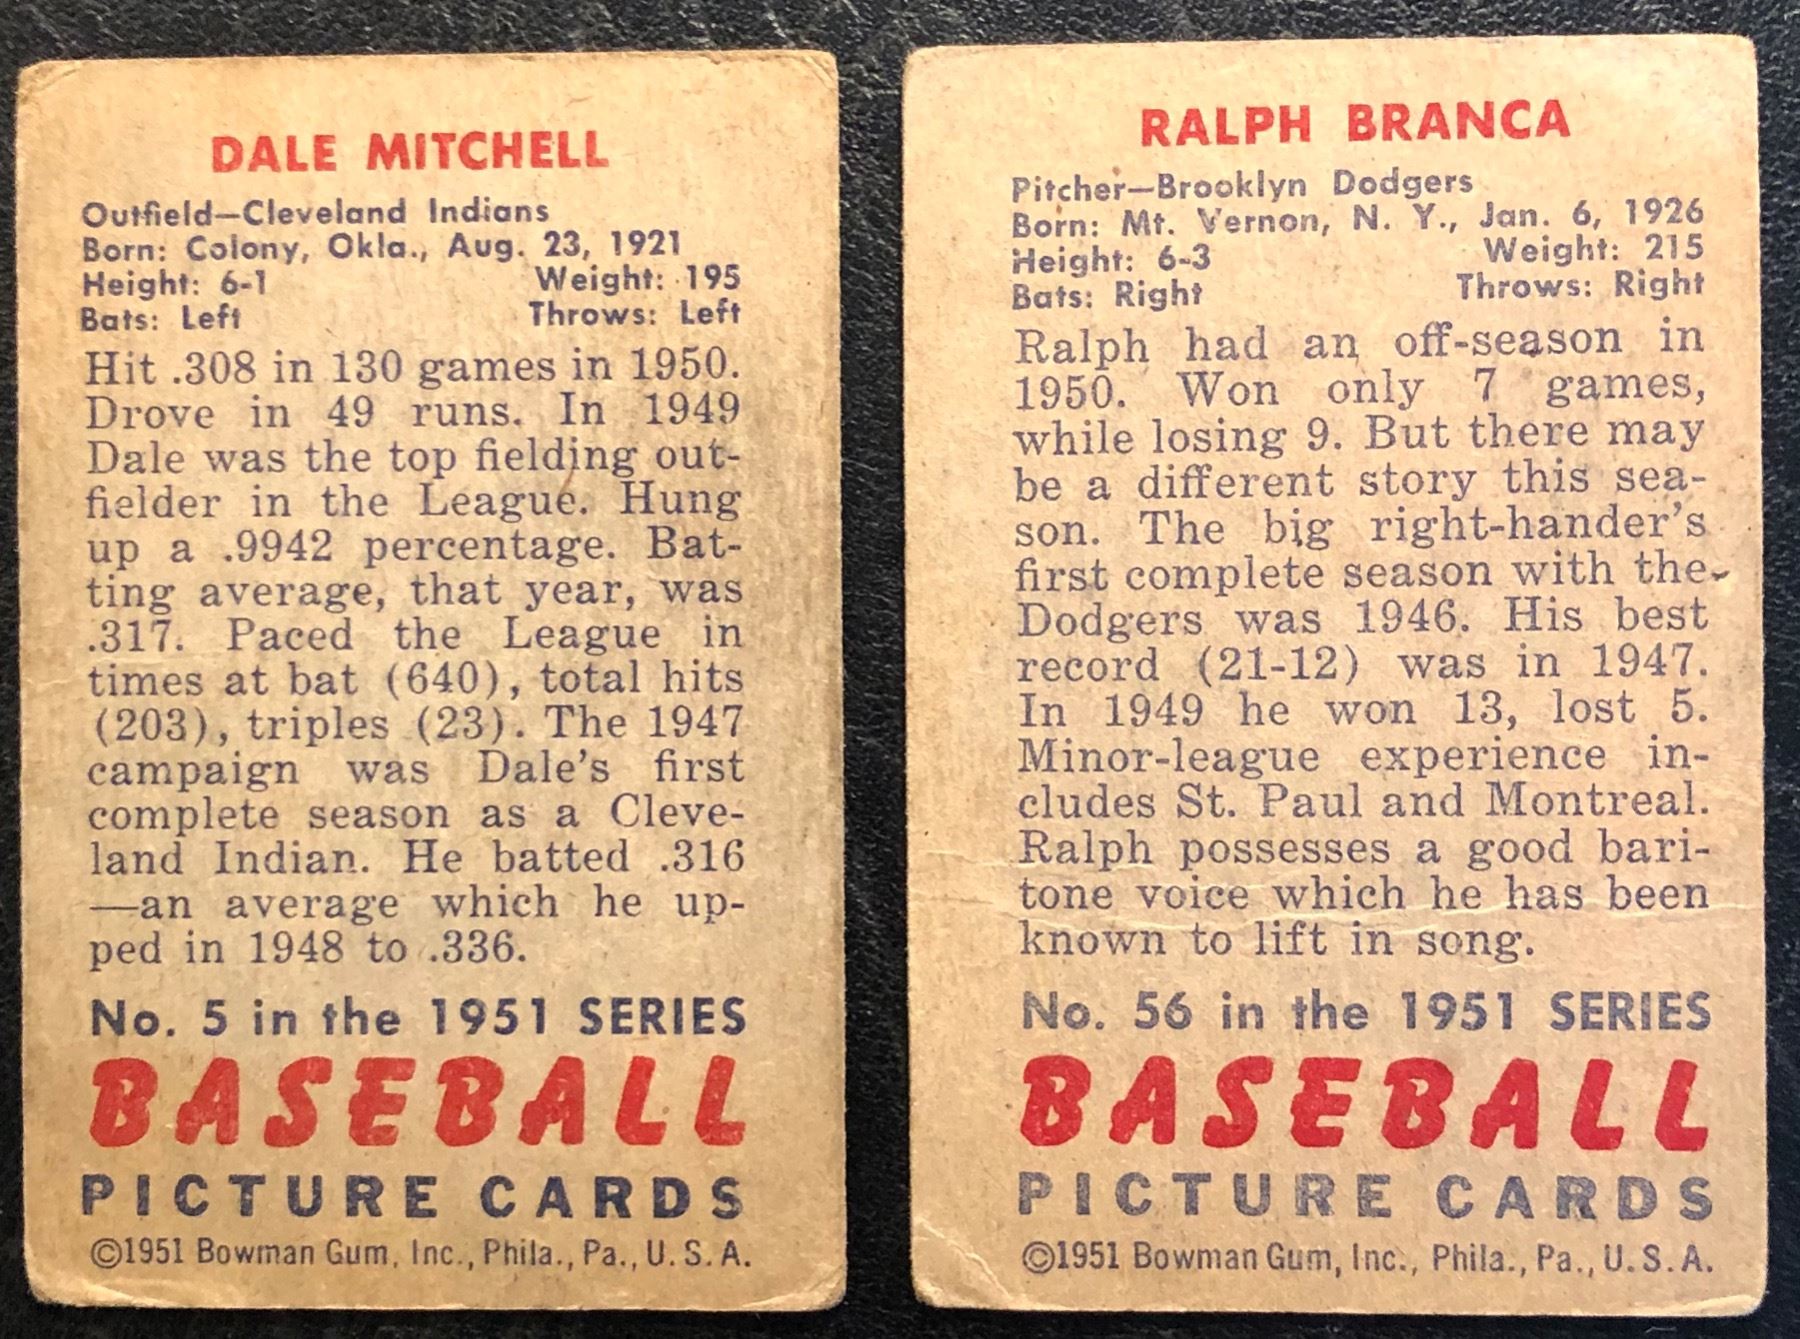 DALE MITCHELL
Outfield—Cleveland Indians
Born: Colony, Okla., Aug. 23, 1921
Height: 6-1 Weight: 195
Bats: Left Throws: Left
Hit .308 in 130 games in 1950.
Drove in 49 runs. In 1949
Dale was the top fielding out-
fielder in the League. Hung
up a .9942 percentage. Bat-
ting average, that year, was
.317. Paced the League in
times at bat (640), total hits
(203), triples (23). The 1947
campaign was Dale's first
complete season as a Cleve-
land Indian. He batted .316
—an average which he up-
ped in 1948 to .336.
No. 5 in the 1951 SERIES
BASEBALL
PICTURE CARDS
©1951 Bowman Gum, Inc., Phila., Pa., U. S. A.
RALPH BRANCA
Pitcher—Brooklyn Dodgers
Born: Mt. Vernon, N. Y., Jan. 6, 1926
Height: 6-3 Weight: 215
Bats: Right Throws: Right
Ralph had an off-season in
1950. Won only 7 games,
while losing 9. But there may
be a different story this sea-
son. The big right-hander's
first complete season with the
Dodgers was 1946. His best
record (21-12) was in 1947.
In 1949 he won 13, lost 5.
Minor-league experience in-
cludes St. Paul and Montreal.
Ralph possesses a good bari-
tone voice which he has been
known to lift in song.
No. 56 in the 1951 SERIES
BASEBALL
PICTURE CARDS
©1951 Bowman Gum, Inc., Phila., Pa., U. S. A.